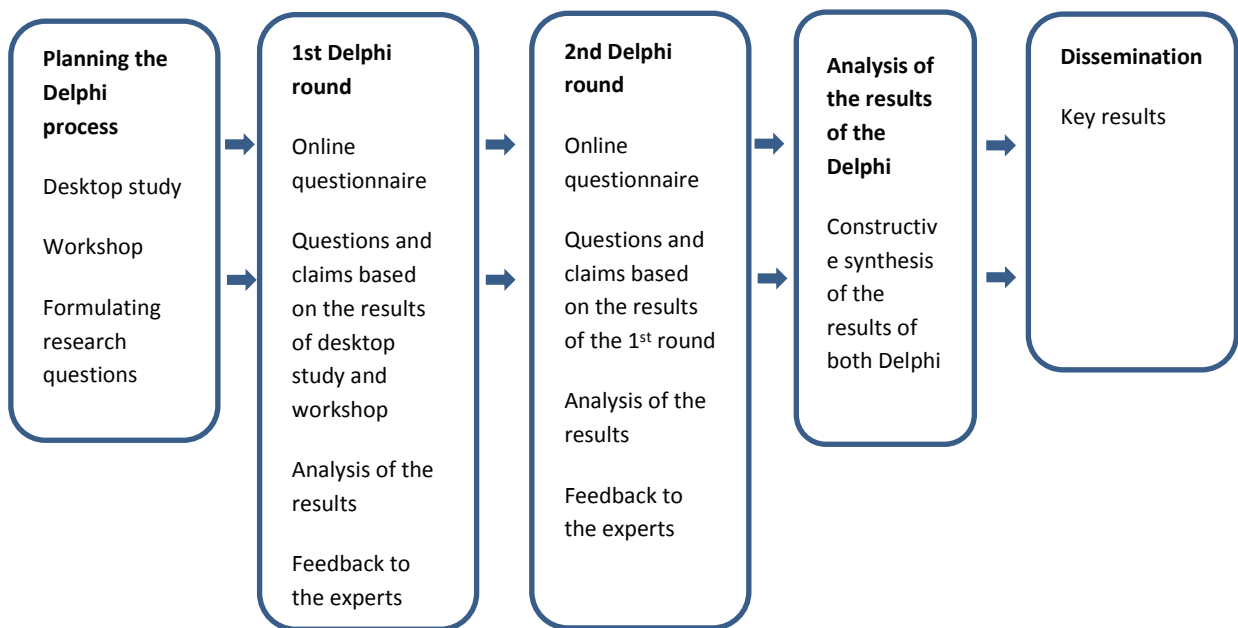 Planning the
Delphi
process
Desktop study
Workshop
Formulating
research
questions
1st Delphi
round
Online
questionnaire
Questions and
claims based
on the results
of desktop
study and
workshop
Analysis of the
results
Feedback to
the experts
2nd Delphi
round
Online
questionnaire
Questions and
claims based
on the results
of the 1st round
Analysis of the
results
Feedback to
the experts
Analysis of
the results
of the
Delphi
Constructiv
e synthesis
of the
results of
both Delphi
Dissemination
Key results